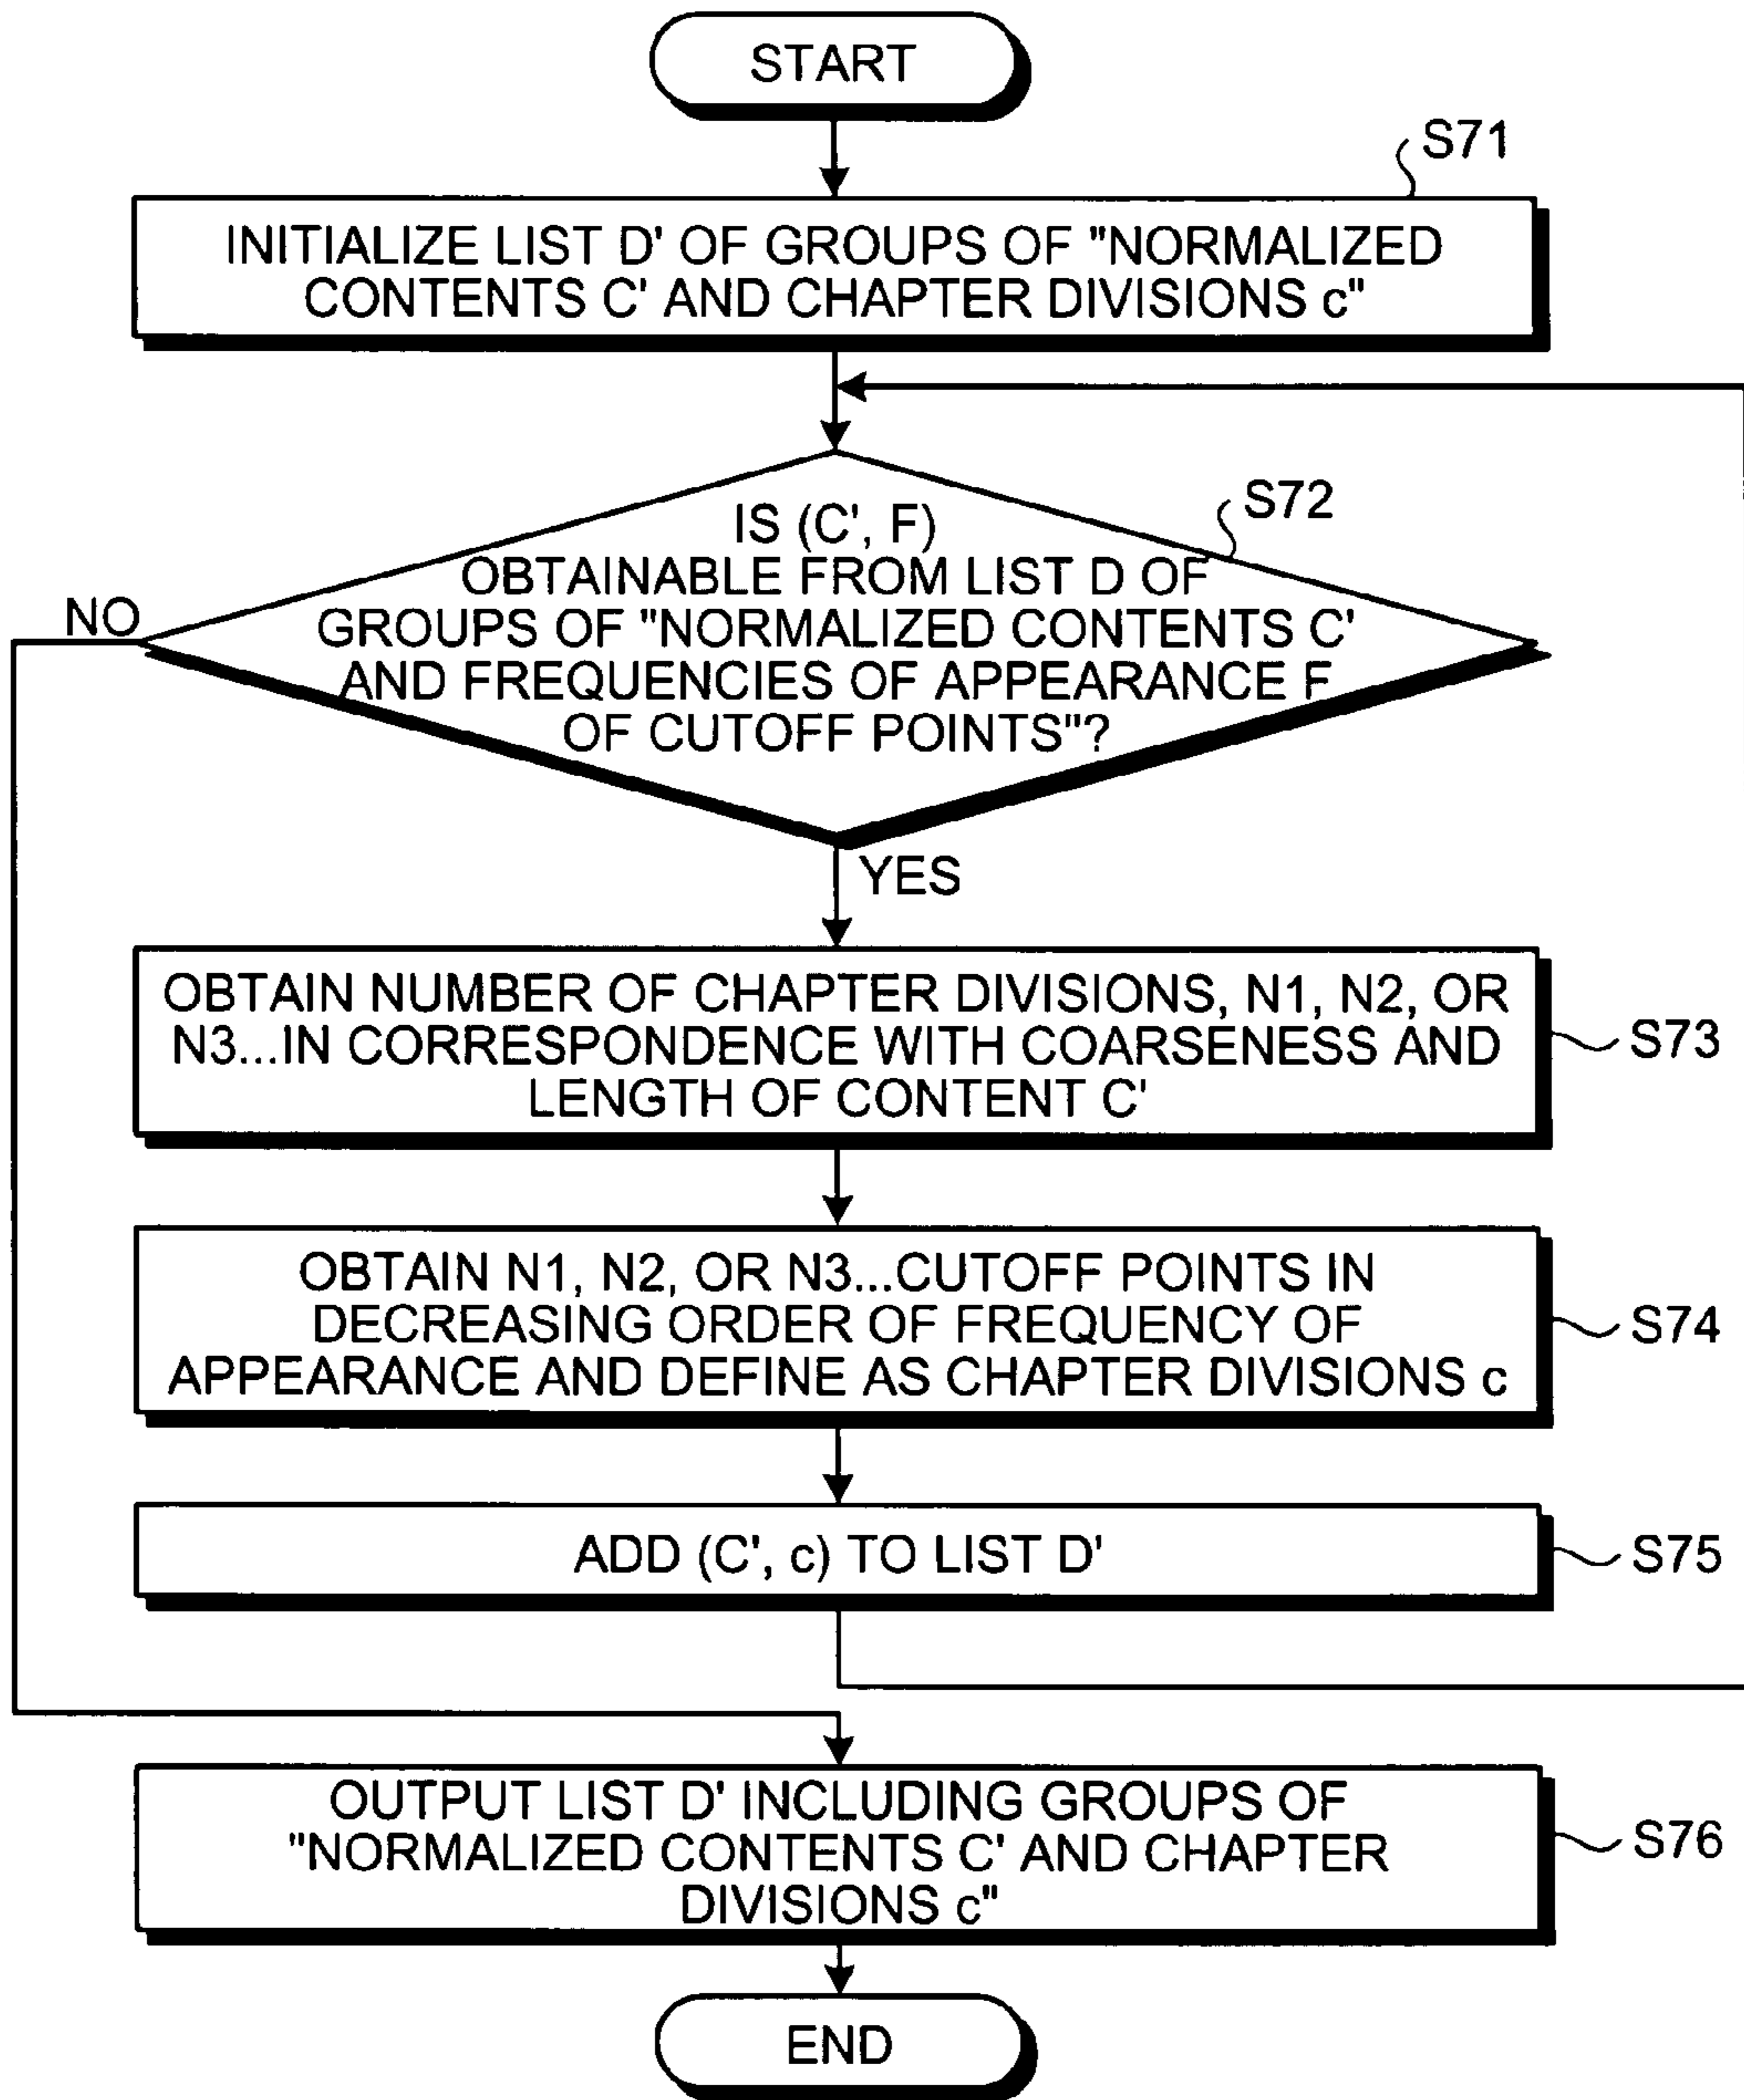 START
S71
INITIALIZE LIST D' OF GROUPS OF "NORMALIZED
CONTENTS C' AND CHAPTER DIVISIONS c"
S72
IS (C', F)
OBTAINABLE FROM LIST D OF
GROUPS OF "NORMALIZED CONTENTS C'
AND FREQUENCIES OF APPEARANCE F
OF CUTOFF POINTS"?
NO
YES
OBTAIN NUMBER OF CHAPTER DIVISIONS, N1, N2, OR
N3...IN CORRESPONDENCE WITH COARSENESS AND
LENGTH OF CONTENT C'
S73
OBTAIN N1, N2, OR N3...CUTOFF POINTS IN
DECREASING ORDER OF FREQUENCY OF
APPEARANCE AND DEFINE AS CHAPTER DIVISIONS c
S74
ADD (C', c) TO LIST D'
S75
OUTPUT LIST D' INCLUDING GROUPS OF
"NORMALIZED CONTENTS C' AND CHAPTER
DIVISIONS c"
S76
END